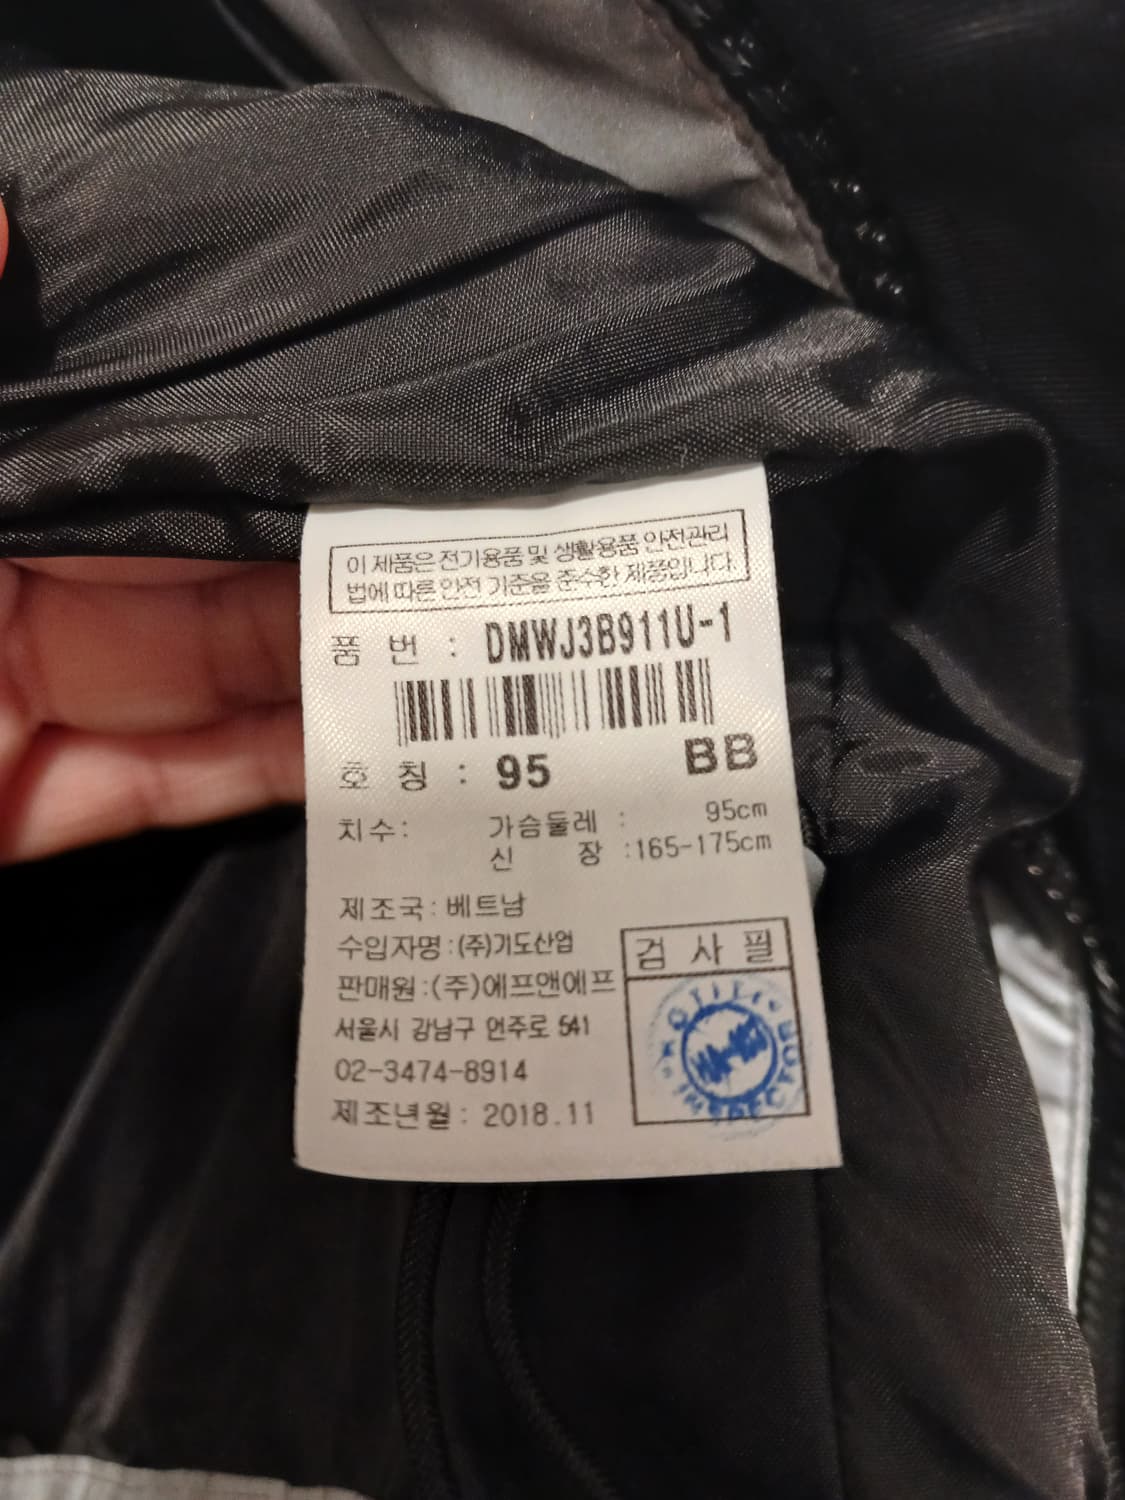 이 제품은 전기용품 및 생활용품 안전관리
법에 따른 안전 기준을 준수한 제품입니다.
품 번 : DMWJ3B911U-1
호 칭 : 95 BB
치수: 가슴둘레 : 95cm
신 장 :165-175cm
제조국: 베트남
수입자명 :(주)기도산업
판매원 :(주)에프앤에프
서울시 강남구 언주로 541
02-3474-8914
제조년월: 2018.11
검 사 필